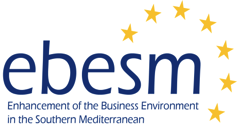 ebesm
Enhancement of the Business Environment
in the Southern Mediterranean